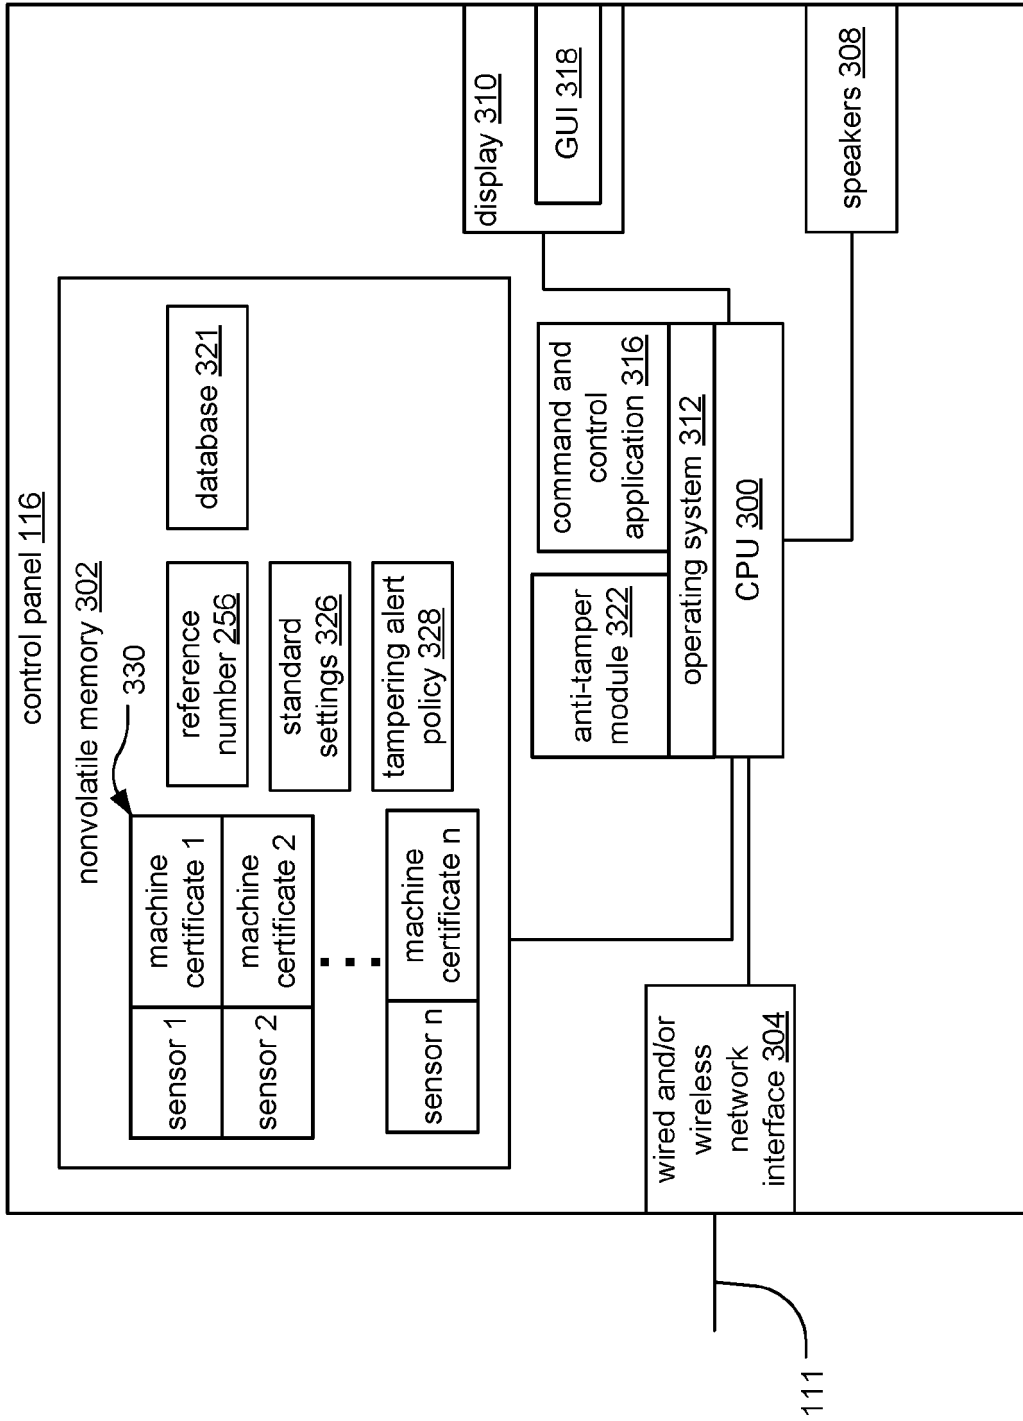 control panel 116
nonvolatile memory 302
330
sensor 1
machine
certificate 1
sensor 2
machine
certificate 2
sensor n
machine
certificate n
reference
number 256
standard
settings 326
tampering alert
policy 328
database 321
display 310
GUI 318
anti-tamper
module 322
command and
control
application 316
operating system 312
CPU 300
wired and/or
wireless
network
interface 304
speakers 308
111